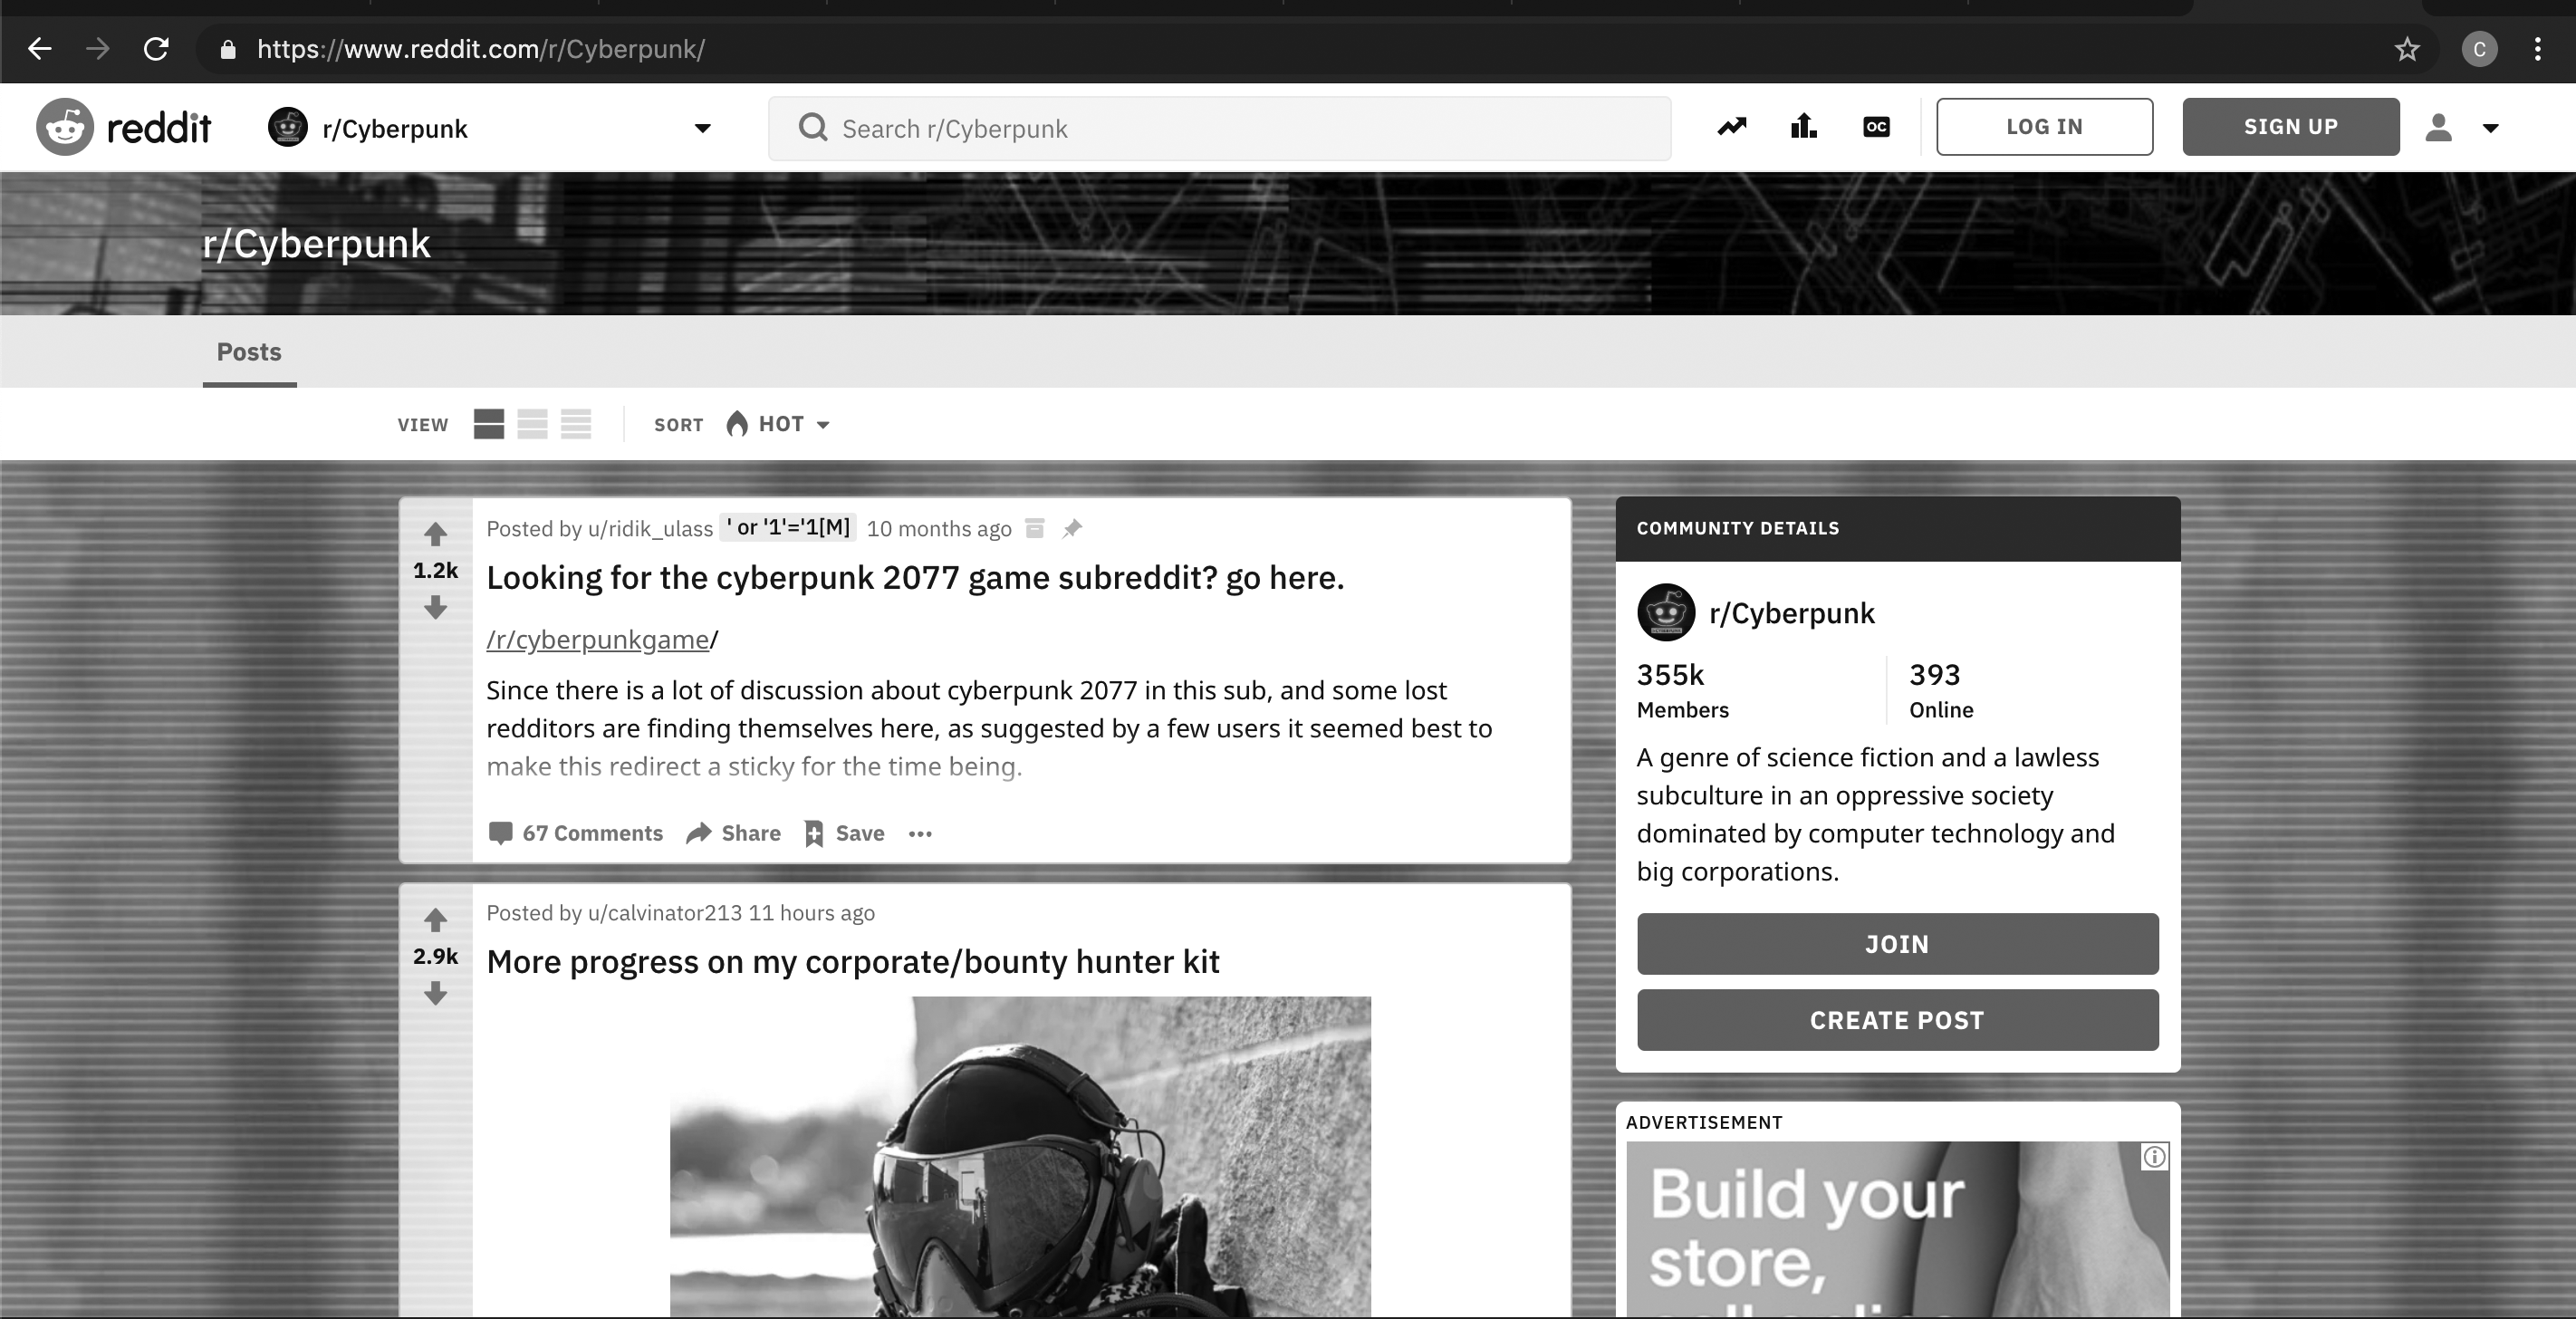 https://www.reddit.com/r/Cyberpunk/
C
reddit
r/Cyberpunk
Search r/Cyberpunk
OC
LOG IN
SIGN UP
r/Cyberpunk
Posts
VIEW
SORT
HOT
Posted by u/ridik_ulass ' or '1'='1[M] 10 months ago
1.2k
Looking for the cyberpunk 2077 game subreddit? go here.
/r/cyberpunkgame/
Since there is a lot of discussion about cyberpunk 2077 in this sub, and some lost
redditors are finding themselves here, as suggested by a few users it seemed best to
make this redirect a sticky for the time being.
67 Comments
Share
Save
Posted by u/calvinator213 11 hours ago
2.9k
More progress on my corporate/bounty hunter kit
COMMUNITY DETAILS
r/Cyberpunk
355k
Members
393
Online
A genre of science fiction and a lawless
subculture in an oppressive society
dominated by computer technology and
big corporations.
JOIN
CREATE POST
ADVERTISEMENT
Build your
store,